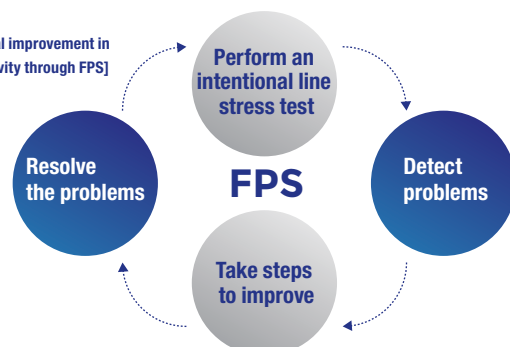 l improvement in
vity through FPS]
Perform an
intentional line
stress test
Resolve
the problems
FPS
Detect
problems
Take steps
to improve